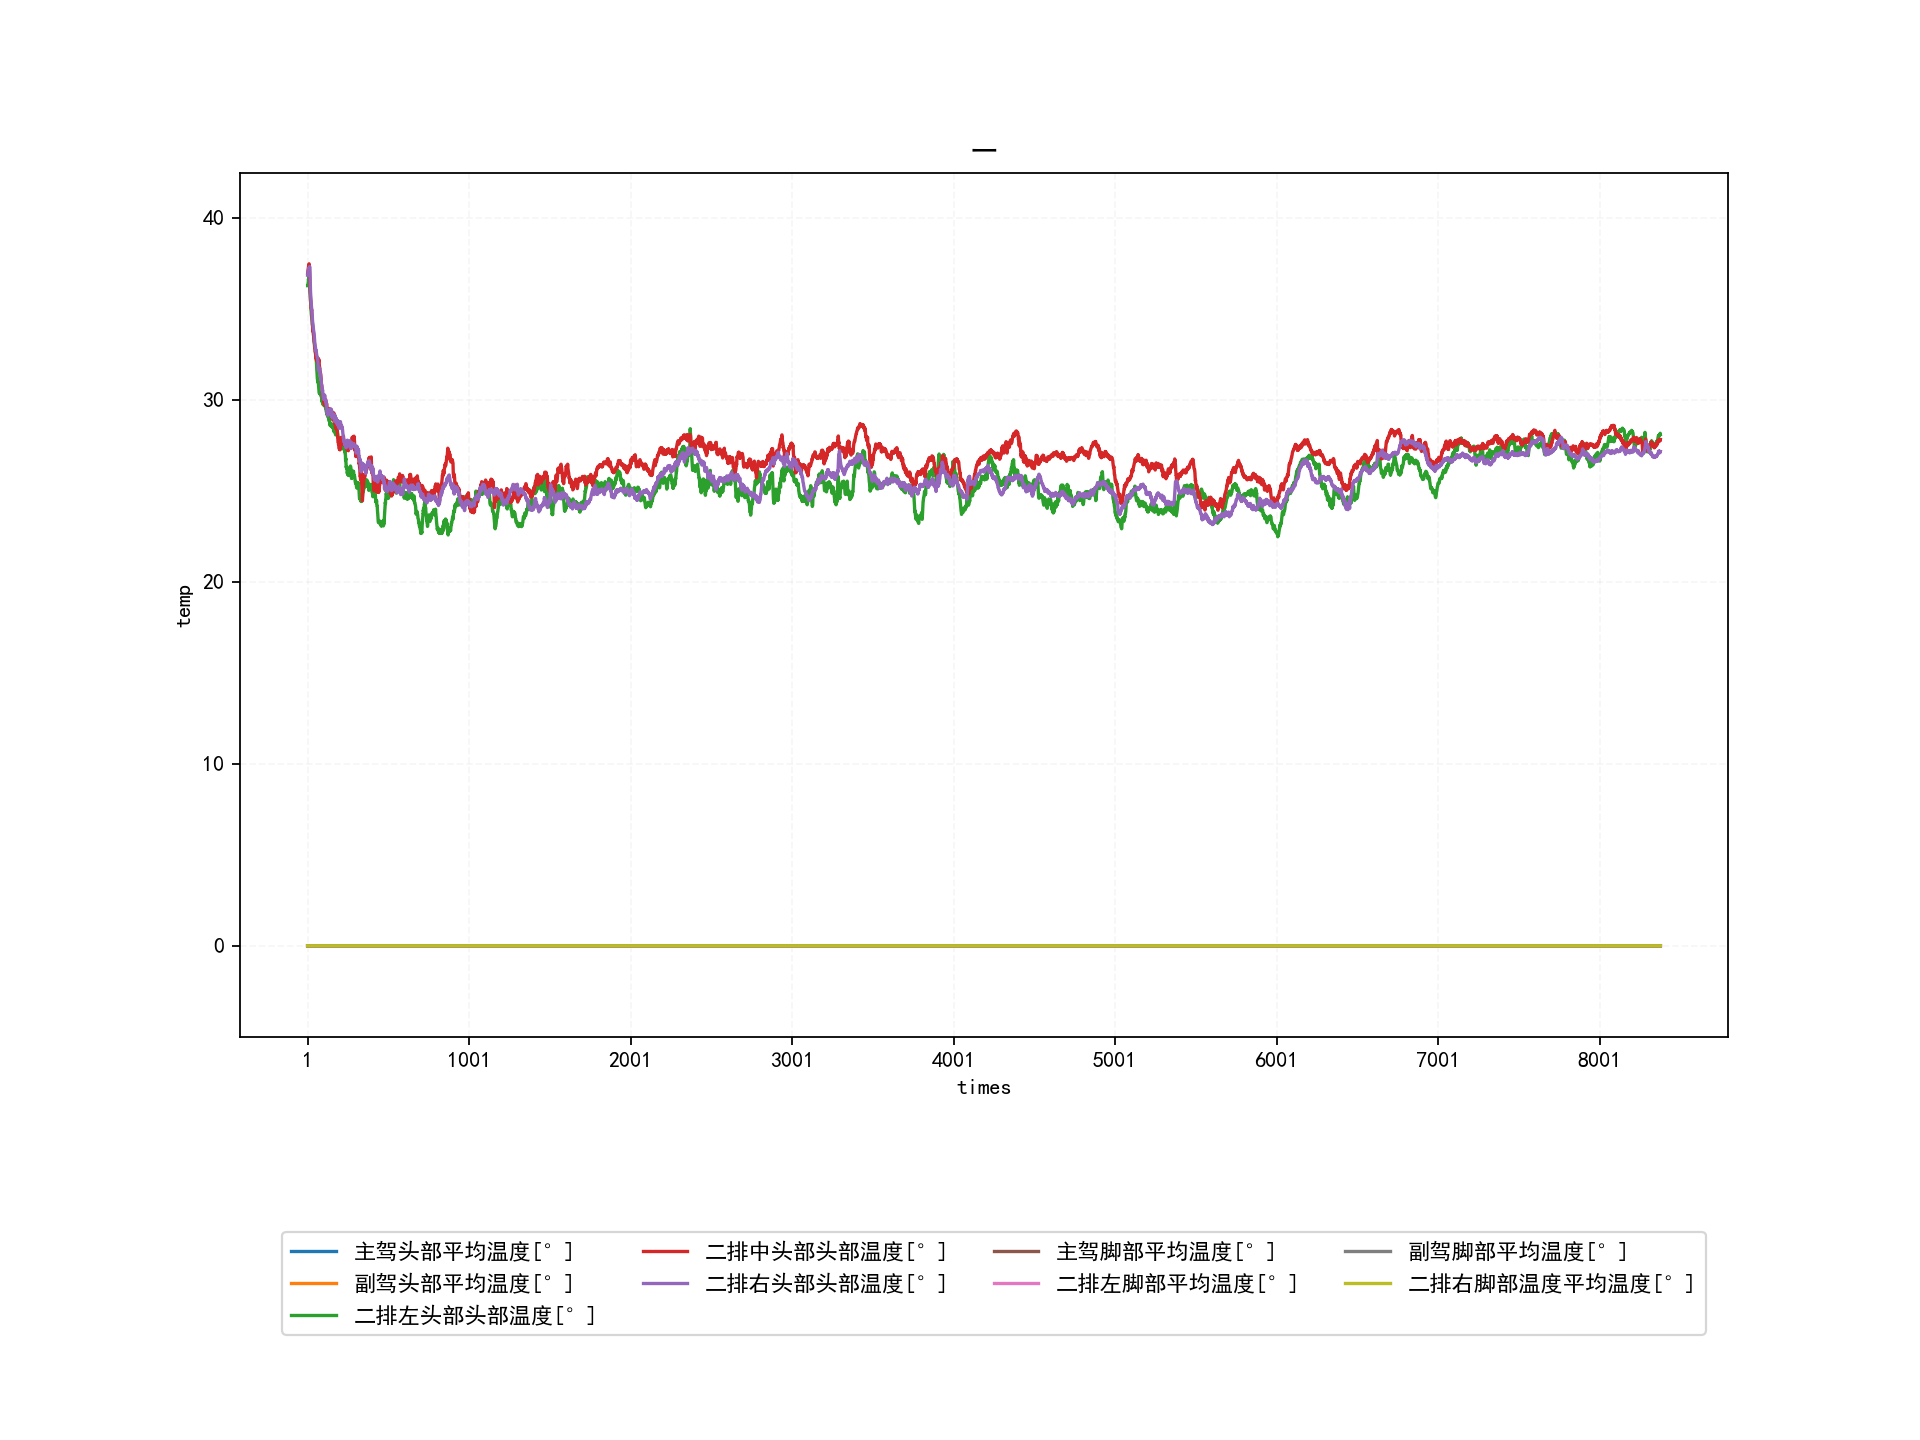 一
40
30
20
10
0
temp
1 1001 2001 3001 4001 5001 6001 7001 8001
times
主驾头部平均温度[°] 二排中头部头部温度[°] 主驾脚部平均温度[°] 副驾脚部平均温度[°]
副驾头部平均温度[°] 二排右头部头部温度[°] 二排左脚部平均温度[°] 二排右脚部温度平均温度[°]
二排左头部头部温度[°]